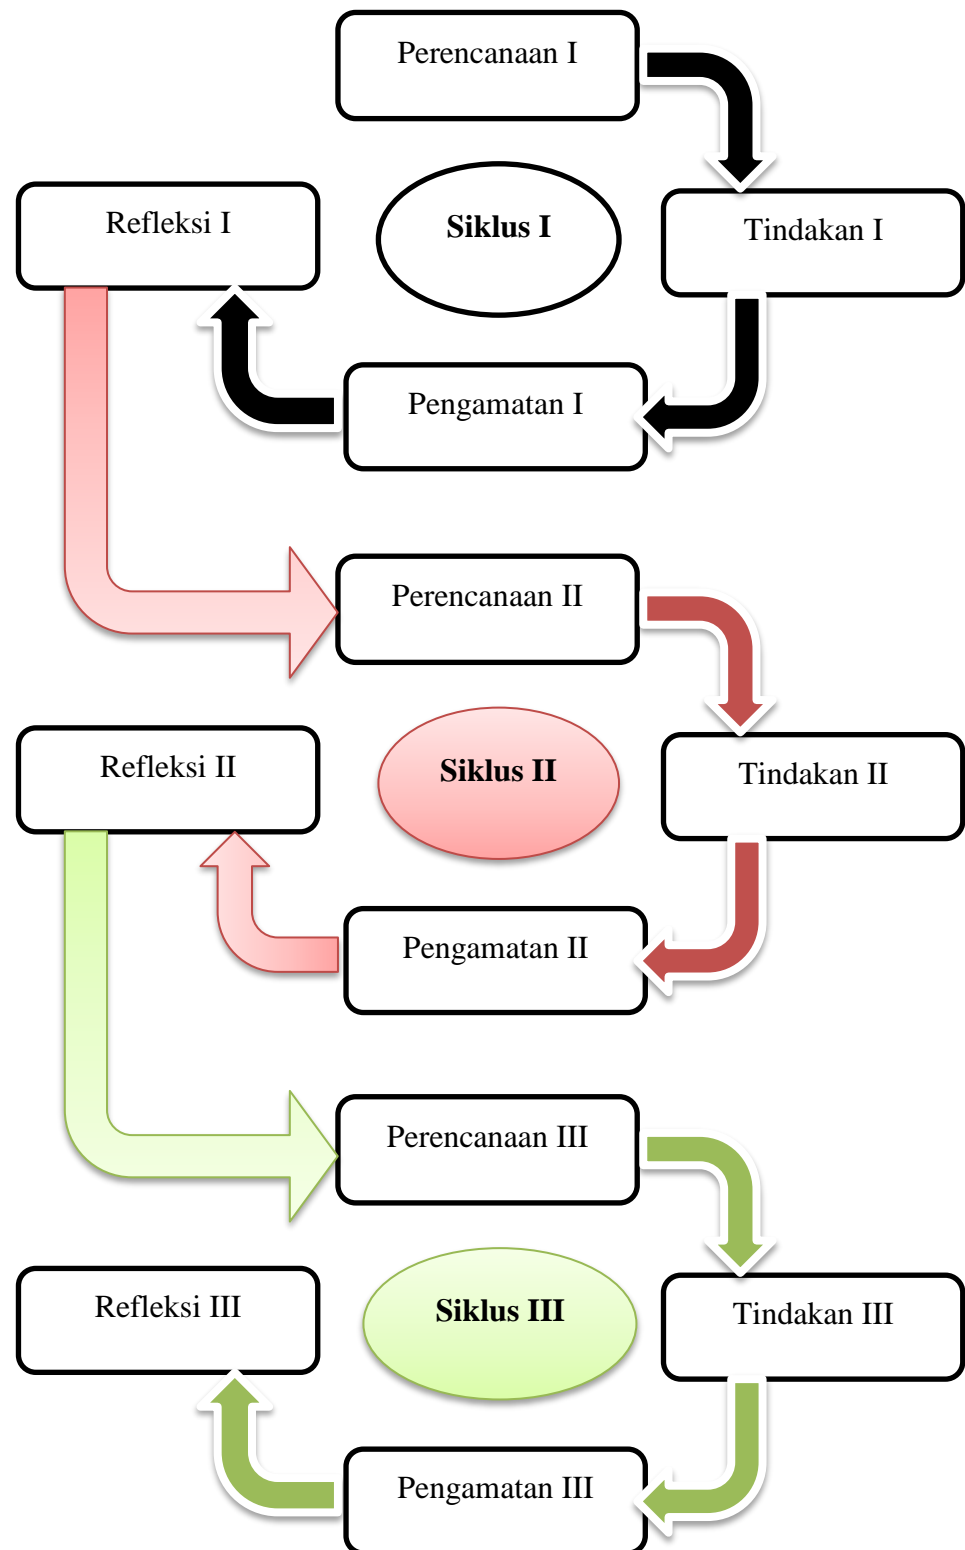 Perencanaan I
Refleksi I
Siklus I
Tindakan I
Pengamatan I
Perencanaan II
Refleksi II
Siklus II
Tindakan II
Pengamatan II
Perencanaan III
Refleksi III
Siklus III
Tindakan III
Pengamatan III